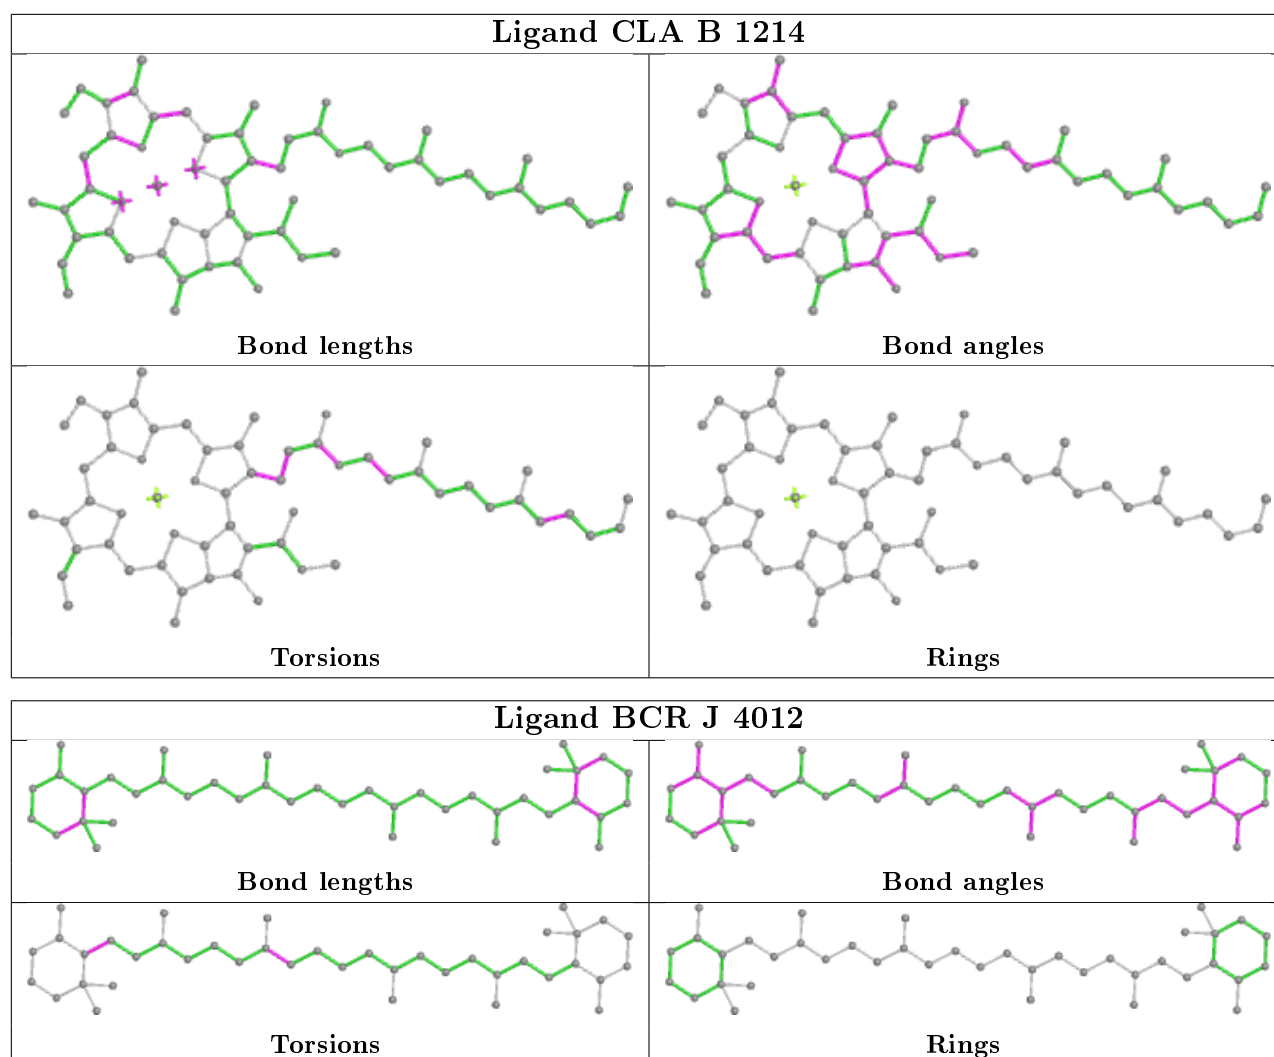 Ligand CLA B 1214
Bond lengths
Bond angles
Torsions
Rings
Ligand BCR J 4012
Bond lengths
Bond angles
Torsions
Rings